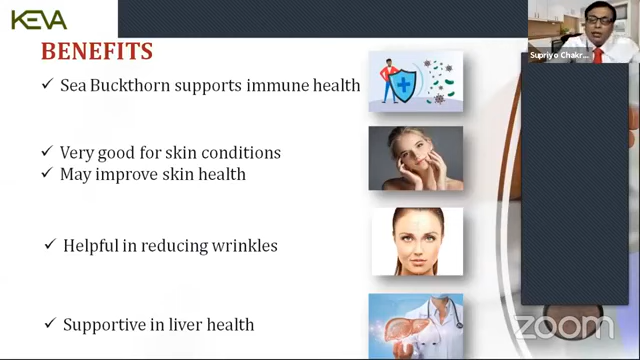 KEVA
BENEFITS
✓ Sea Buckthorn supports immune health
✓ Very good for skin conditions
✓ May improve skin health
✓ Helpful in reducing wrinkles
✓ Supportive in liver health
Supriyo Chakr...
zoom